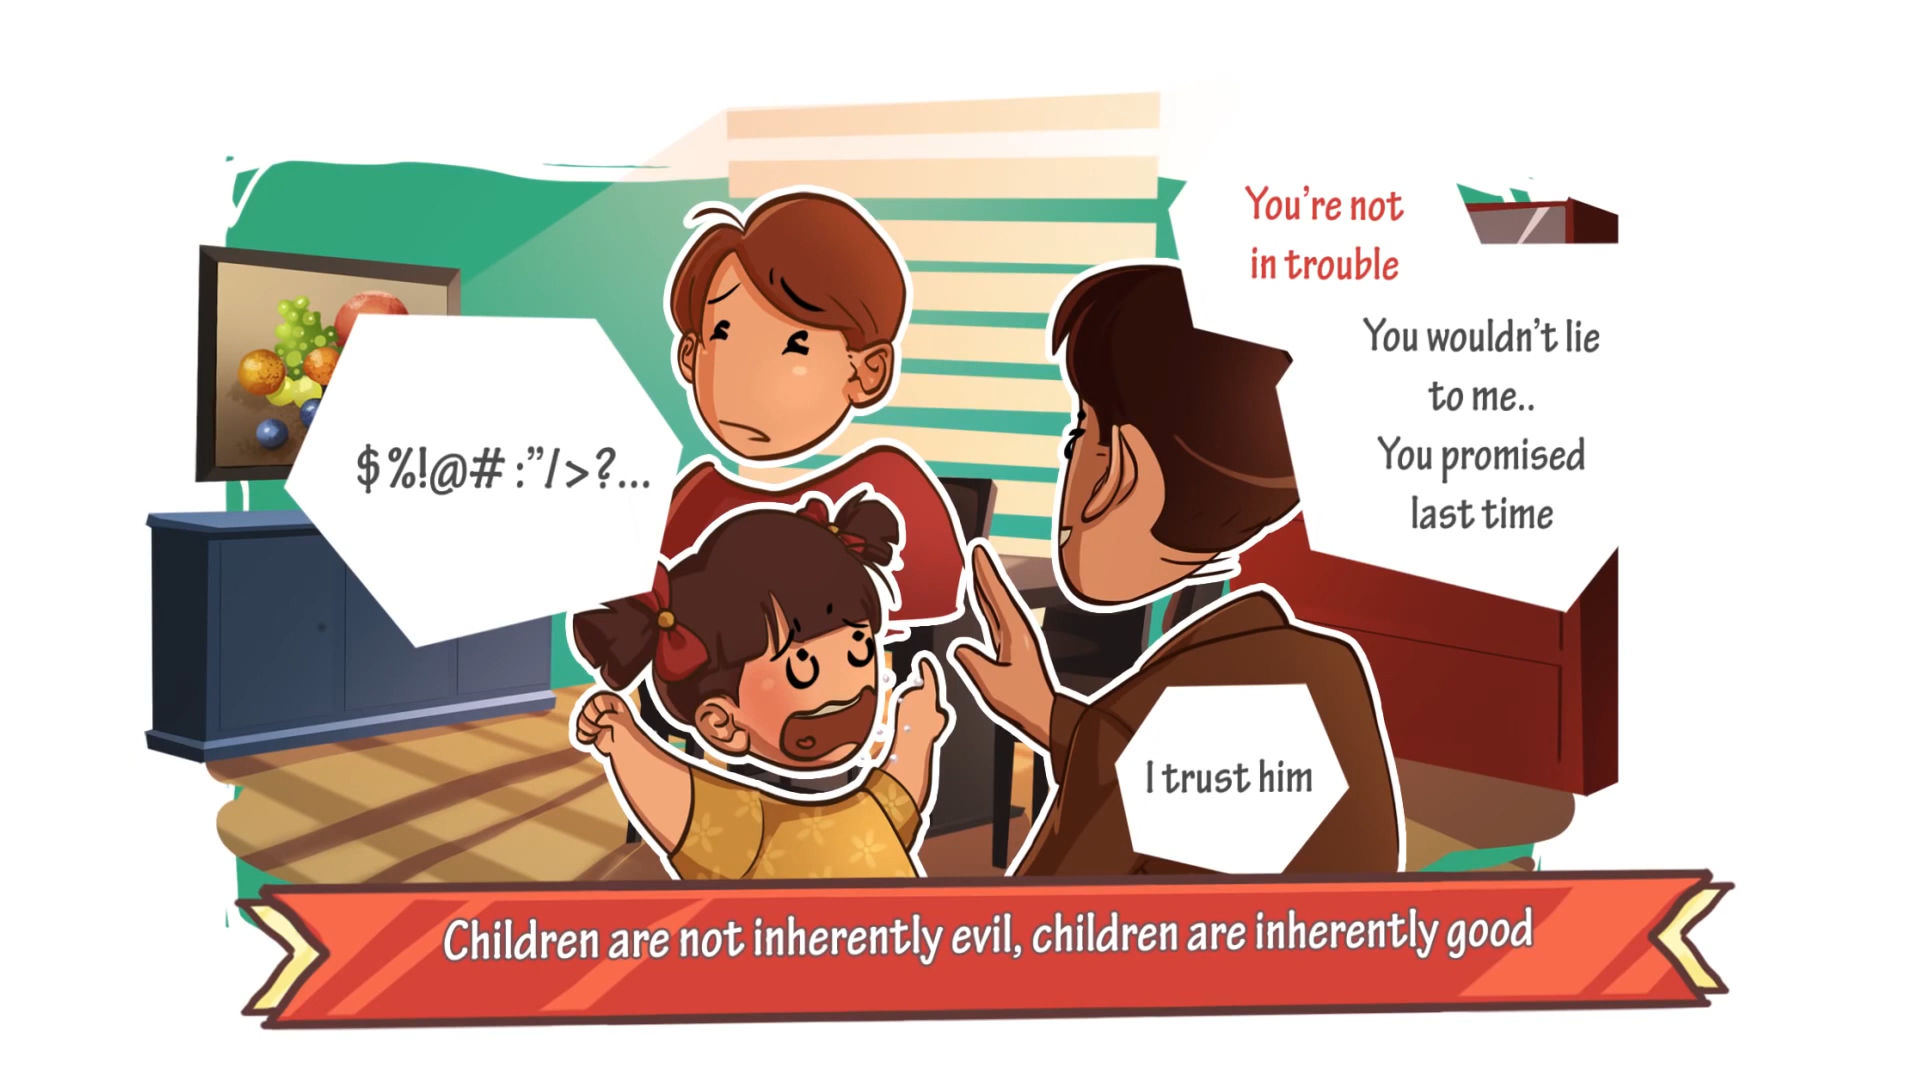 You're not
in trouble
You wouldn't lie
to me..
You promised
last time
$%!@# :"/>?...
I trust him
Children are not inherently evil, children are inherently good